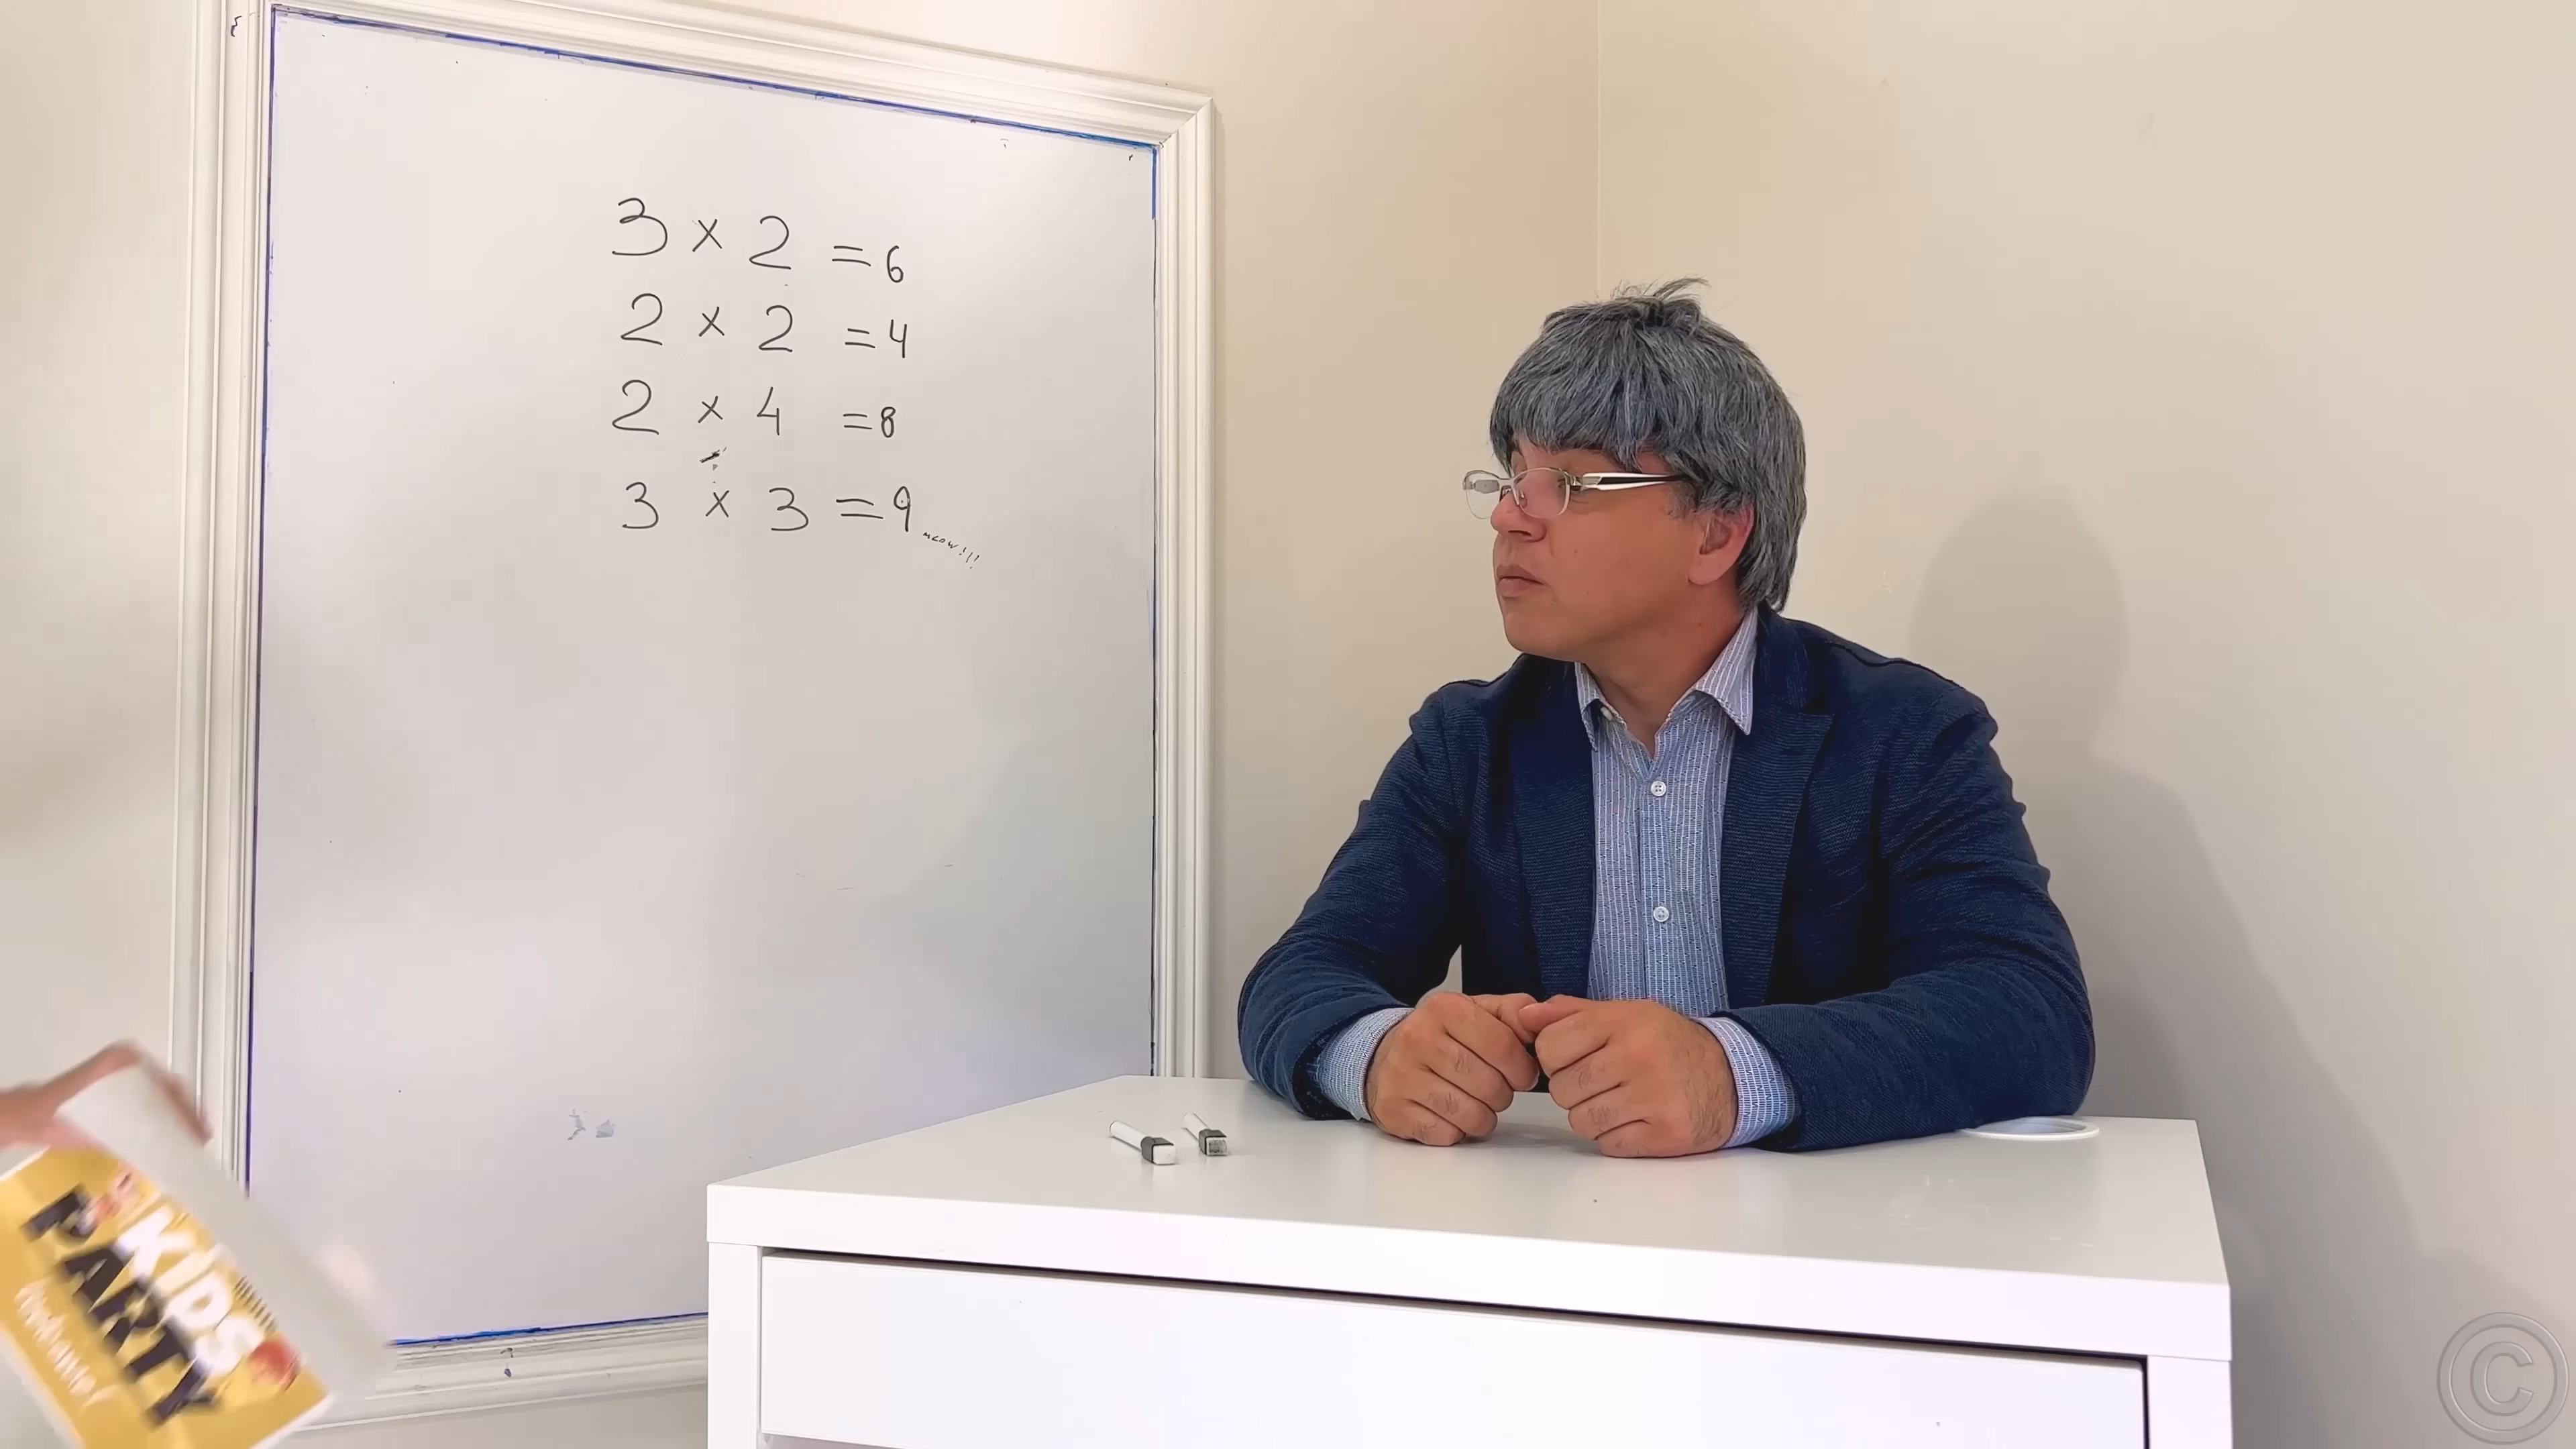 3 × 2 = 6
2 × 2 = 4
2 × 4 = 8
3 × 3 = 9
meow!!!
KIDS
PARTY
©